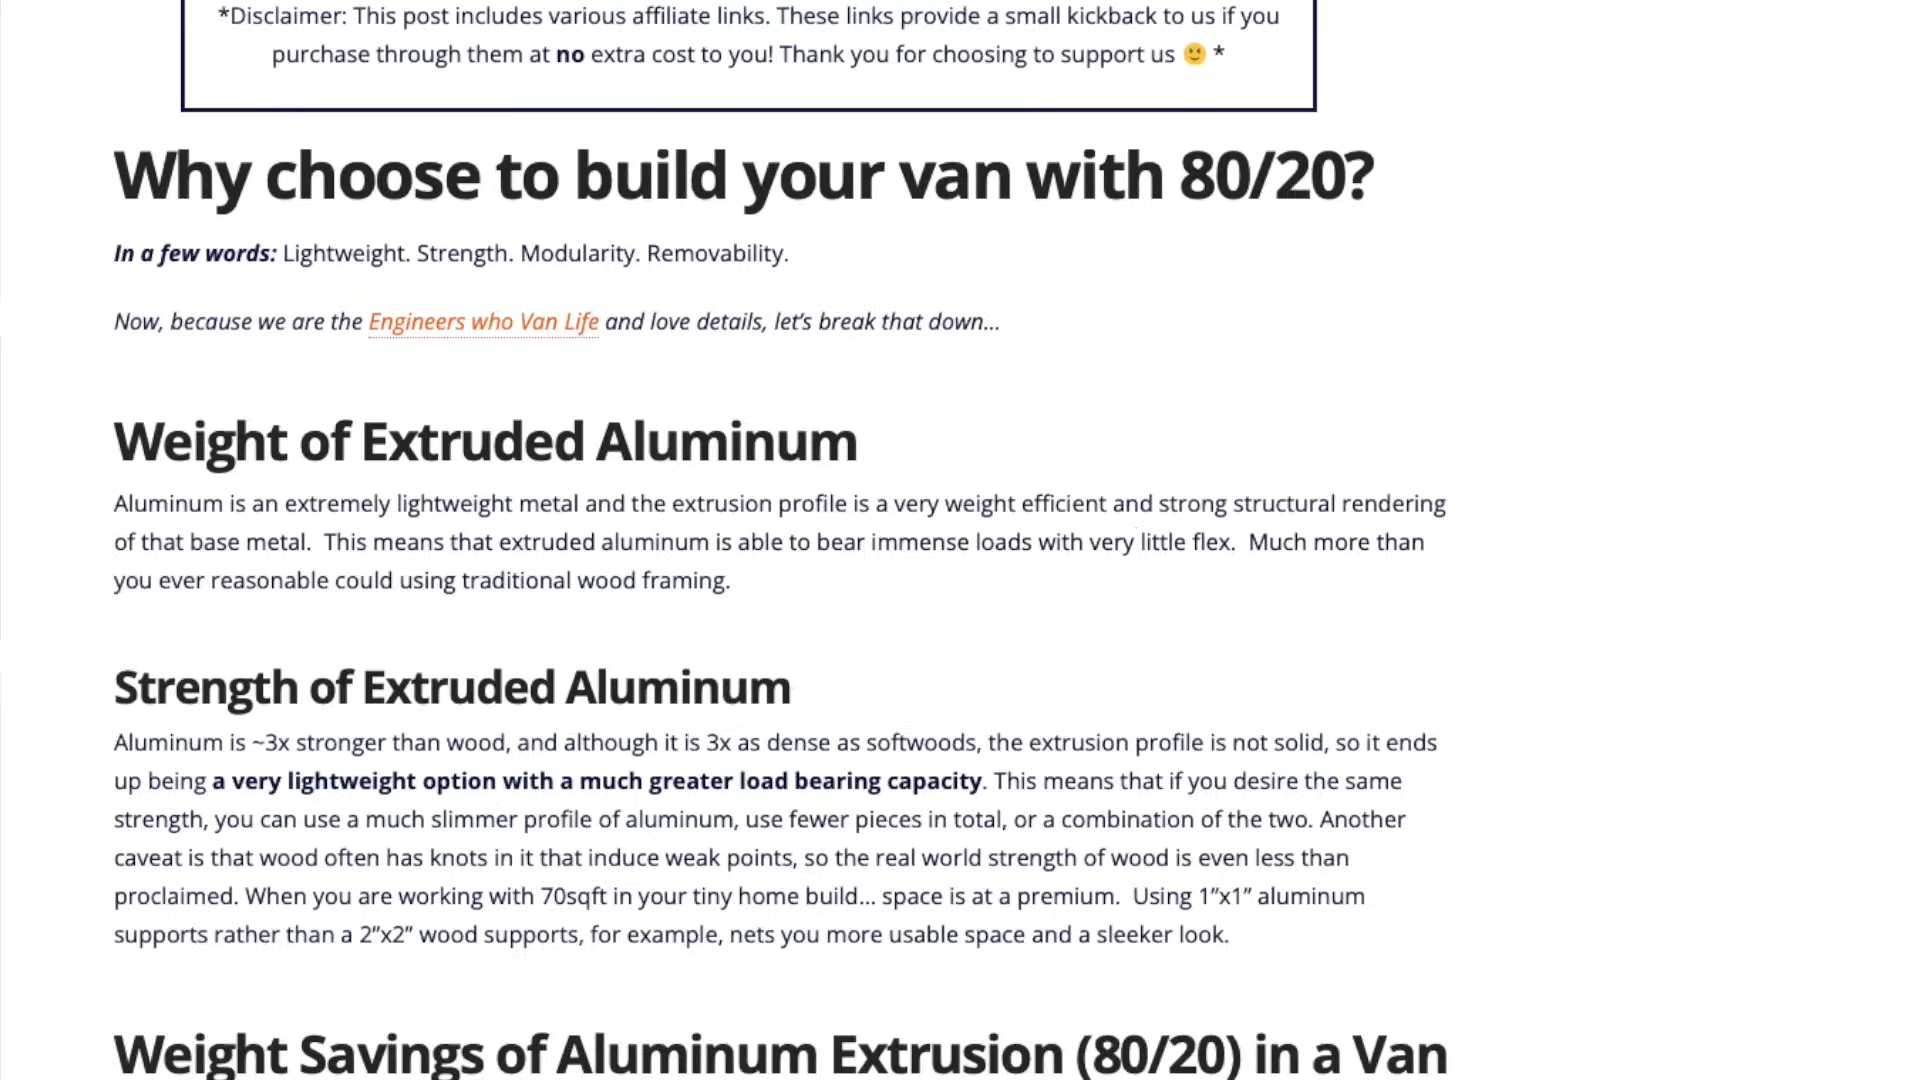 *Disclaimer: This post includes various affiliate links. These links provide a small kickback to us if you
purchase through them at no extra cost to you! Thank you for choosing to support us 🙂 *
Why choose to build your van with 80/20?
In a few words: Lightweight. Strength. Modularity. Removability.
Now, because we are the Engineers who Van Life and love details, let’s break that down…
Weight of Extruded Aluminum
Aluminum is an extremely lightweight metal and the extrusion profile is a very weight efficient and strong structural rendering
of that base metal.  This means that extruded aluminum is able to bear immense loads with very little flex.  Much more than
you ever reasonable could using traditional wood framing.
Strength of Extruded Aluminum
Aluminum is ~3x stronger than wood, and although it is 3x as dense as softwoods, the extrusion profile is not solid, so it ends
up being a very lightweight option with a much greater load bearing capacity. This means that if you desire the same
strength, you can use a much slimmer profile of aluminum, use fewer pieces in total, or a combination of the two. Another
caveat is that wood often has knots in it that induce weak points, so the real world strength of wood is even less than
proclaimed. When you are working with 70sqft in your tiny home build… space is at a premium.  Using 1”x1” aluminum
supports rather than a 2”x2” wood supports, for example, nets you more usable space and a sleeker look.
Weight Savings of Aluminum Extrusion (80/20) in a Van